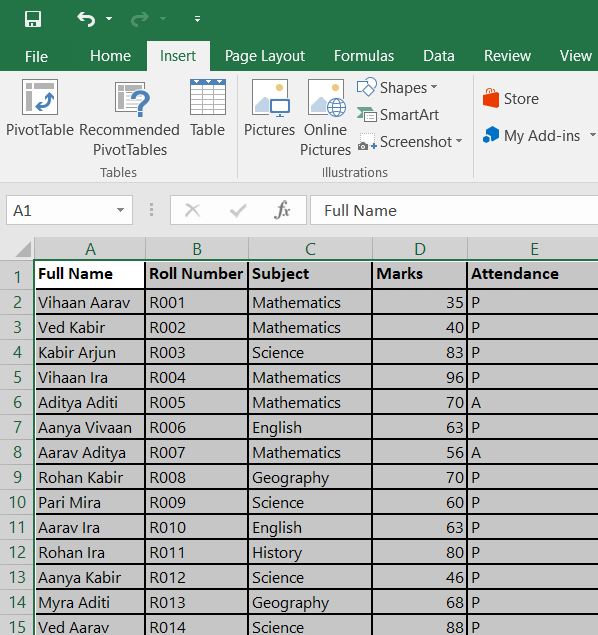 File Home Insert Page Layout Formulas Data Review View
PivotTable Recommended PivotTables Table Pictures Online Pictures Shapes SmartArt Screenshot Store My Add-ins
Tables Illustrations
A1 fx Full Name
A B C D E
1 Full Name Roll Number Subject Marks Attendance
2 Vihaan Aarav R001 Mathematics 35 P
3 Ved Kabir R002 Mathematics 40 P
4 Kabir Arjun R003 Science 83 P
5 Vihaan Ira R004 Mathematics 96 P
6 Aditya Aditi R005 Mathematics 70 A
7 Aanya Vivaan R006 English 63 P
8 Aarav Aditya R007 Mathematics 56 A
9 Rohan Kabir R008 Geography 70 P
10 Pari Mira R009 Science 60 P
11 Aarav Ira R010 English 63 P
12 Rohan Ira R011 History 80 P
13 Aanya Kabir R012 Science 46 P
14 Myra Aditi R013 Geography 68 P
15 Ved Aarav R014 Science 88 P